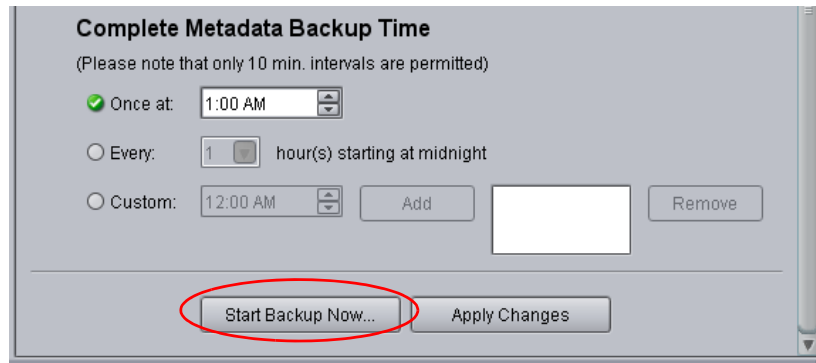 Complete Metadata Backup Time
(Please note that only 10 min. intervals are permitted)
Once at: 1:00 AM
Every: 1 hour(s) starting at midnight
Custom: 12:00 AM Add Remove
Start Backup Now... Apply Changes